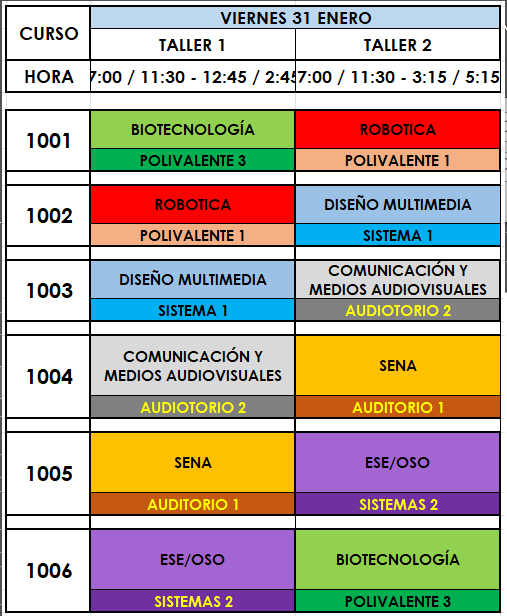 CURSO
VIERNES 31 ENERO
TALLER 1
TALLER 2
HORA
7:00 / 11:30 - 12:45 / 2:45
7:00 / 11:30 - 3:15 / 5:15
1001
BIOTECNOLOGÍA
ROBOTICA
POLIVALENTE 3
POLIVALENTE 1
1002
ROBOTICA
DISEÑO MULTIMEDIA
POLIVALENTE 1
SISTEMA 1
1003
DISEÑO MULTIMEDIA
COMUNICACIÓN Y
MEDIOS AUDIOVISUALES
SISTEMA 1
AUDIOTORIO 2
1004
COMUNICACIÓN Y
MEDIOS AUDIOVISUALES
SENA
AUDIOTORIO 2
AUDITORIO 1
1005
SENA
ESE/OSO
AUDITORIO 1
SISTEMAS 2
1006
ESE/OSO
BIOTECNOLOGÍA
SISTEMAS 2
POLIVALENTE 3